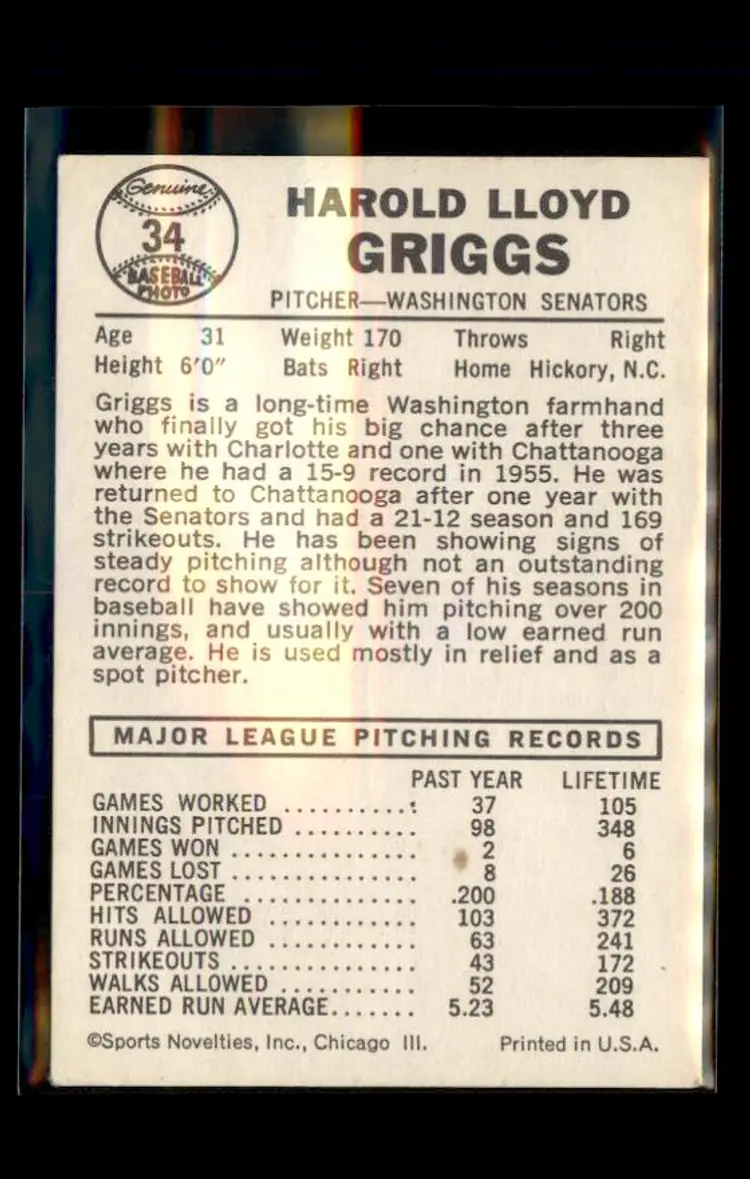 Genuine
34
BASEBALL
PHOTO
HAROLD LLOYD
GRIGGS
PITCHER—WASHINGTON SENATORS
Age 31 Weight 170 Throws Right
Height 6'0" Bats Right Home Hickory, N.C.
Griggs is a long-time Washington farmhand
who finally got his big chance after three
years with Charlotte and one with Chattanooga
where he had a 15-9 record in 1955. He was
returned to Chattanooga after one year with
the Senators and had a 21-12 season and 169
strikeouts. He has been showing signs of
steady pitching although not an outstanding
record to show for it. Seven of his seasons in
baseball have showed him pitching over 200
innings, and usually with a low earned run
average. He is used mostly in relief and as a
spot pitcher.
MAJOR LEAGUE PITCHING RECORDS
PAST YEAR LIFETIME
GAMES WORKED .......... 37 105
INNINGS PITCHED .......... 98 348
GAMES WON ............... 2 6
GAMES LOST .............. 8 26
PERCENTAGE .............. .200 .188
HITS ALLOWED ............ 103 372
RUNS ALLOWED ............ 63 241
STRIKEOUTS ............... 43 172
WALKS ALLOWED ........... 52 209
EARNED RUN AVERAGE....... 5.23 5.48
©Sports Novelties, Inc., Chicago Ill. Printed in U.S.A.